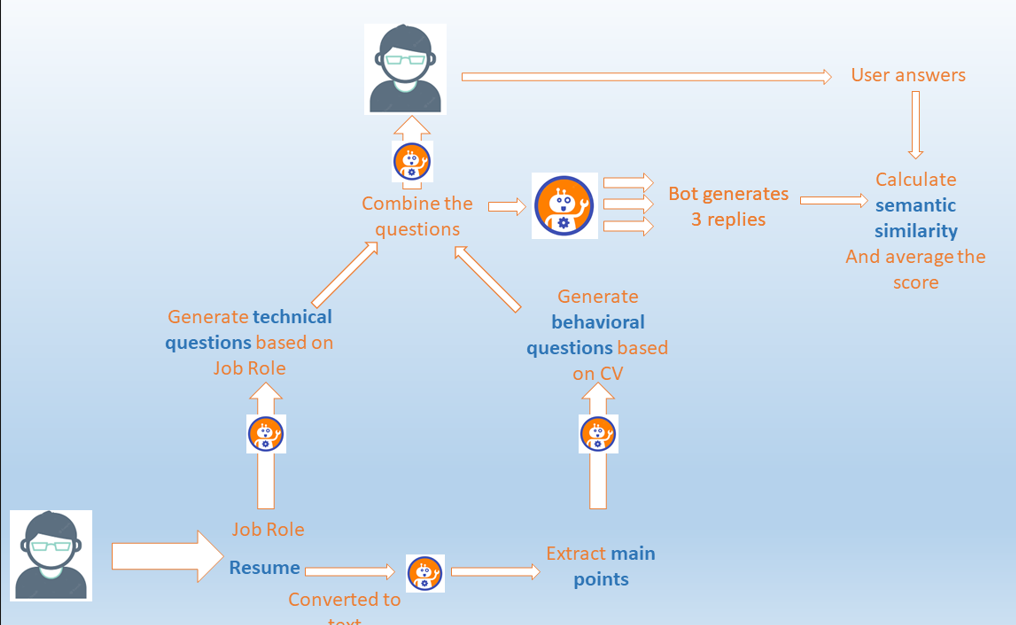 User answers
Calculate
semantic
similarity
And average the
score
Bot generates
3 replies
Combine the
questions
Generate technical
questions based on
Job Role
Generate
behavioral
questions based
on CV
Job Role
Resume
Converted to
text
Extract main
points